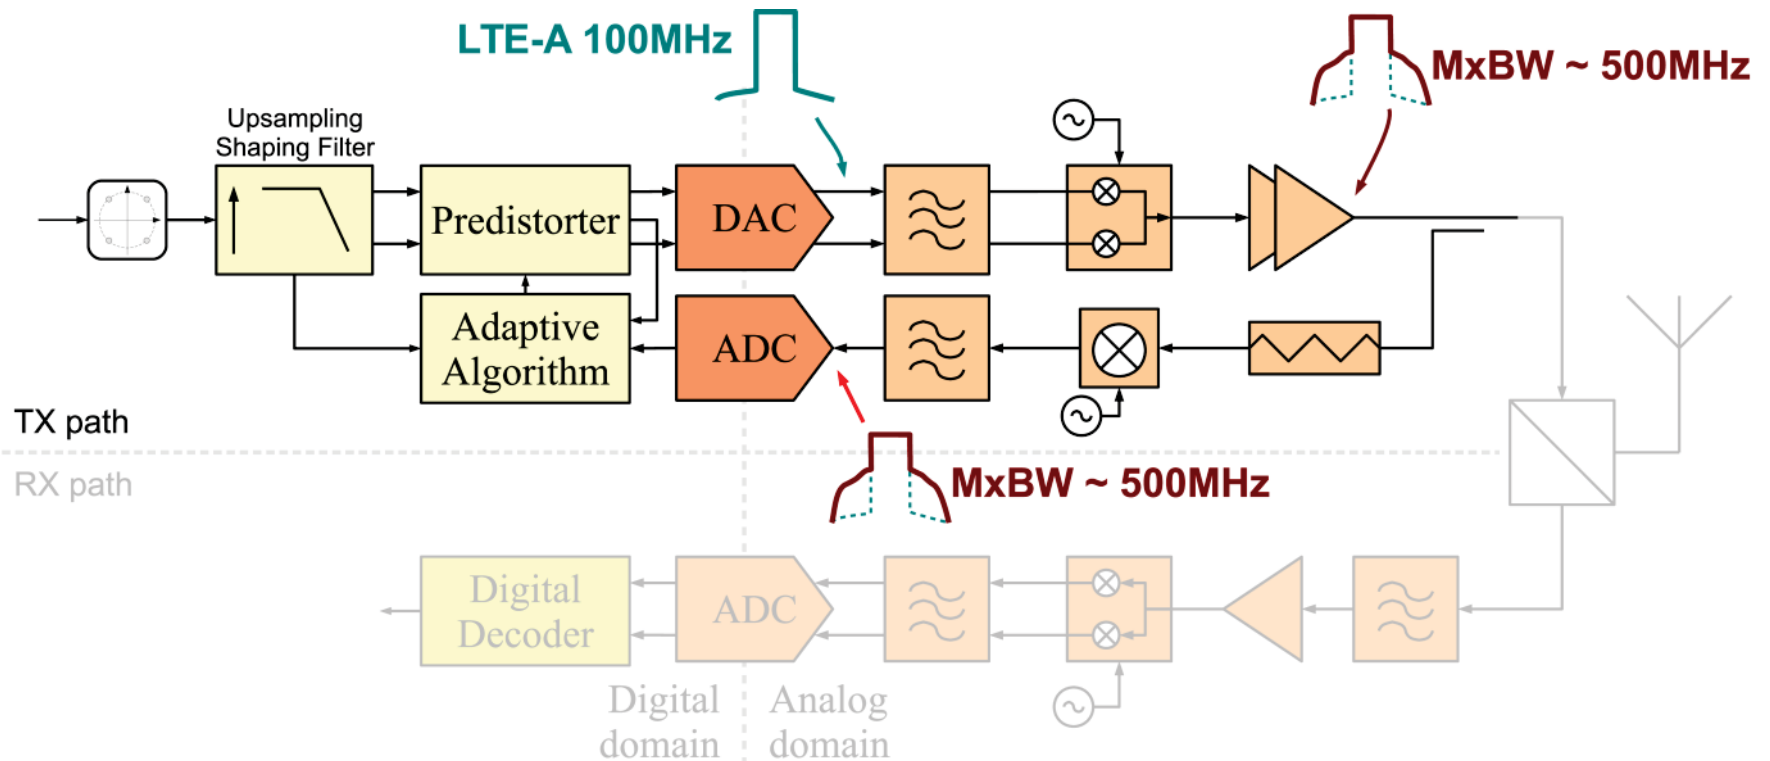 LTE-A 100MHz
MxBW ~ 500MHz
Upsampling
Shaping Filter
Predistorter
DAC
Adaptive
Algorithm
ADC
TX path
RX path
MxBW ~ 500MHz
Digital
Decoder
ADC
Digital
domain
Analog
domain